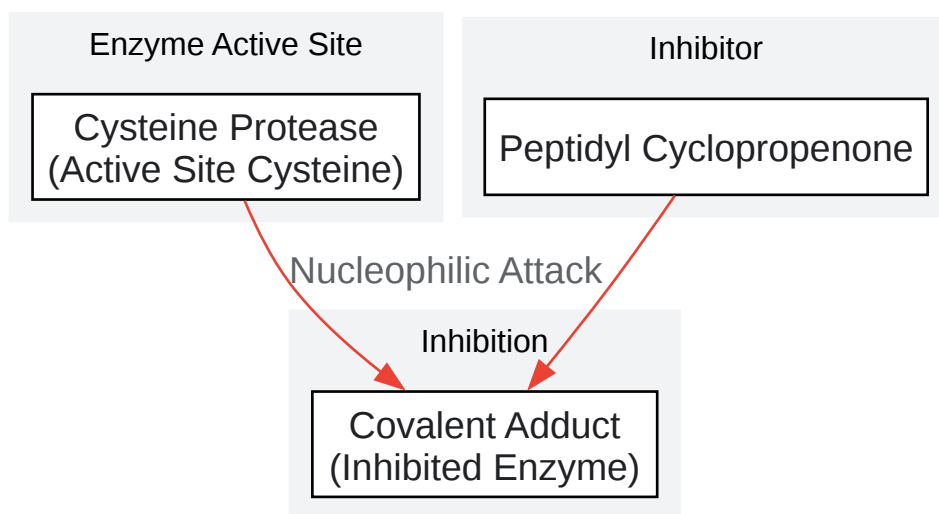 Enzyme Active Site
Inhibitor
Cysteine Protease
(Active Site Cysteine)
Peptidyl Cyclopropenone
Nucleophilic Attack
Inhibition
Covalent Adduct
(Inhibited Enzyme)